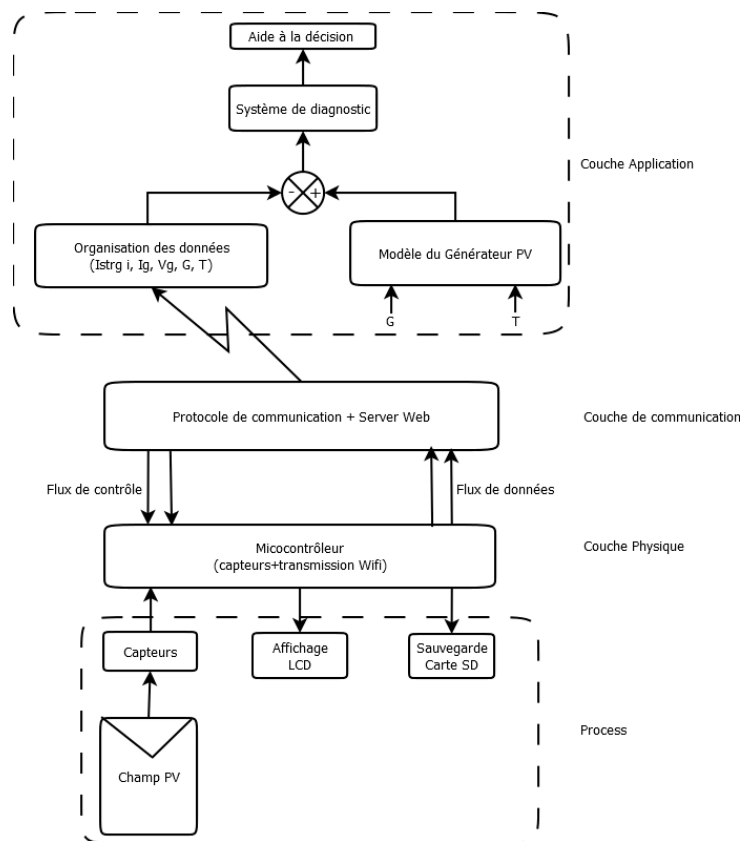 Aide à la décision
Système de diagnostic
Couche Application
- +
Organisation des données
(Istrg i, Ig, Vg, G, T)
Modèle du Générateur PV
G
T
Protocole de communication + Server Web
Couche de communication
Flux de contrôle
Flux de données
Micocontrôleur
(capteurs+transmission Wifi)
Couche Physique
Capteurs
Affichage
LCD
Sauvegarde
Carte SD
Process
Champ PV